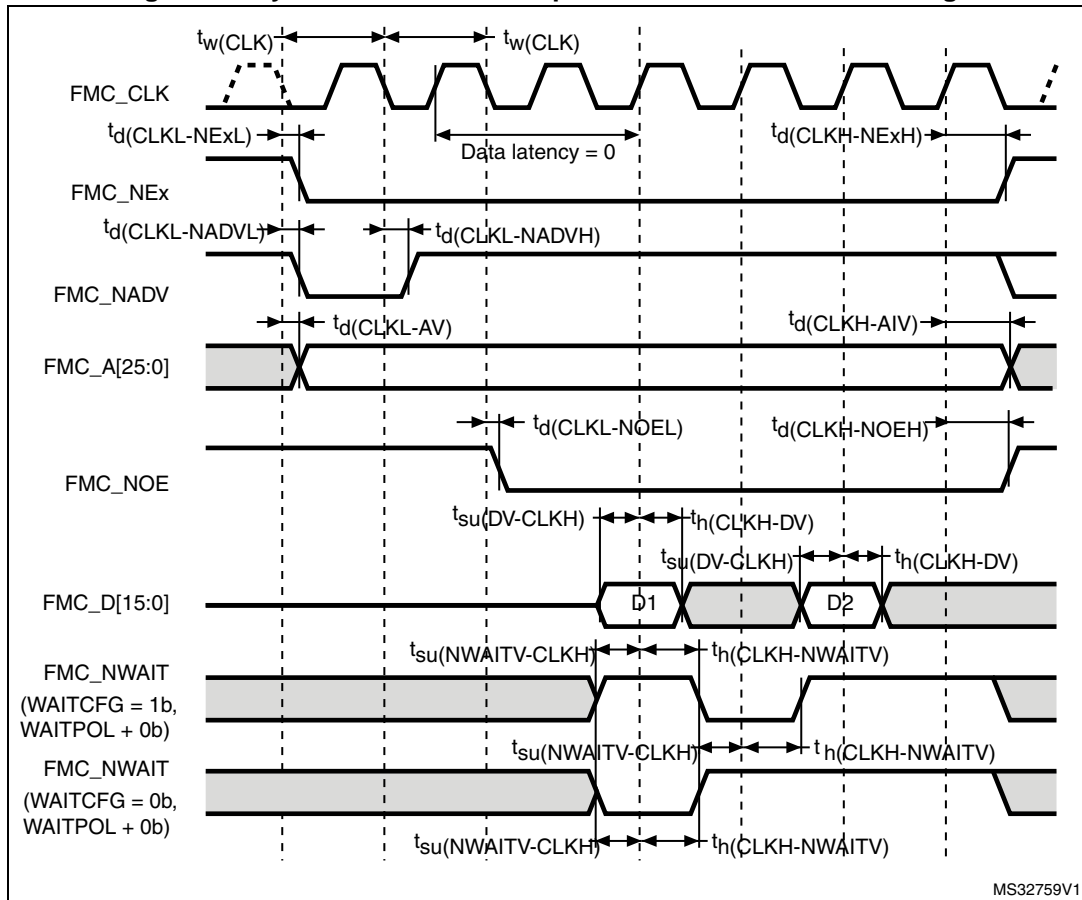 tw(CLK) tw(CLK)
FMC_CLK
td(CLKL-NExL) Data latency = 0 td(CLKH-NExH)
FMC_NEx
td(CLKL-NADVL) td(CLKL-NADVH)
FMC_NADV
td(CLKL-AV) td(CLKH-AIV)
FMC_A[25:0]
td(CLKL-NOEL) td(CLKH-NOEH)
FMC_NOE
tsu(DV-CLKH) th(CLKH-DV)
tsu(DV-CLKH) th(CLKH-DV)
FMC_D[15:0] D1 D2
tsu(NWAITV-CLKH) th(CLKH-NWAITV)
FMC_NWAIT
(WAITCFG = 1b,
WAITPOL + 0b)
tsu(NWAITV-CLKH) th(CLKH-NWAITV)
FMC_NWAIT
(WAITCFG = 0b,
WAITPOL + 0b)
tsu(NWAITV-CLKH) th(CLKH-NWAITV)
MS32759V1